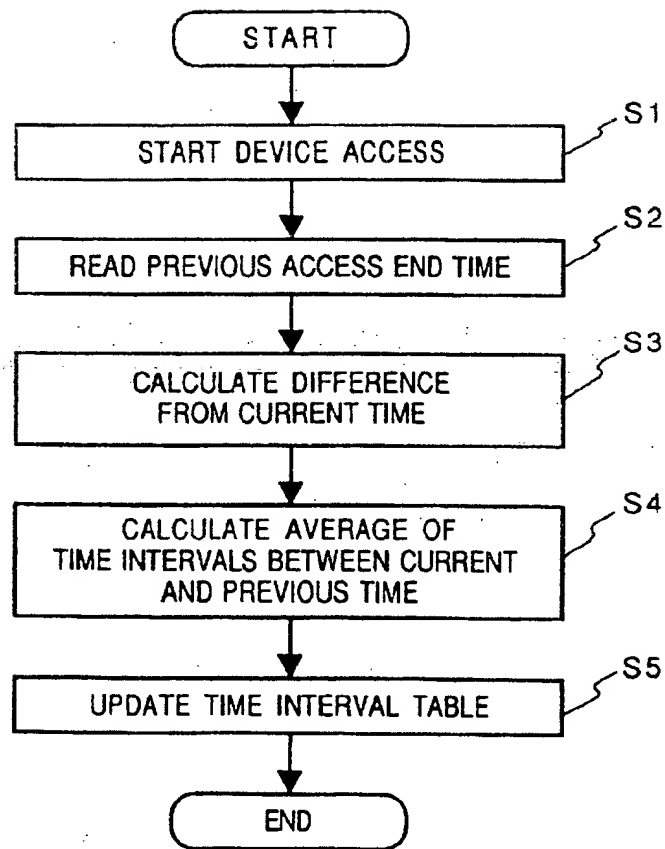 START
S1
START DEVICE ACCESS
S2
READ PREVIOUS ACCESS END TIME
S3
CALCULATE DIFFERENCE
FROM CURRENT TIME
S4
CALCULATE AVERAGE OF
TIME INTERVALS BETWEEN CURRENT
AND PREVIOUS TIME
S5
UPDATE TIME INTERVAL TABLE
END